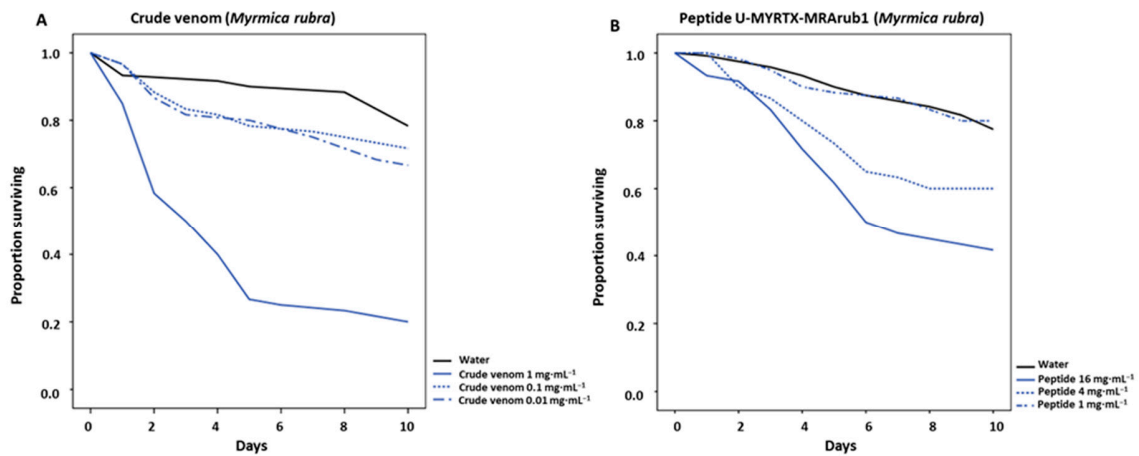 A
Crude venom (Myrmica rubra)
1.0
0.8
0.6
0.4
0.2
0.0
Proportion surviving
0 2 4 6 8 10
Days
Water
Crude venom 1 mg·mL⁻¹
Crude venom 0.1 mg·mL⁻¹
Crude venom 0.01 mg·mL⁻¹
B
Peptide U-MYRTX-MRArub1 (Myrmica rubra)
1.0
0.8
0.6
0.4
0.2
0.0
Proportion surviving
0 2 4 6 8 10
Days
Water
Peptide 16 mg·mL⁻¹
Peptide 4 mg·mL⁻¹
Peptide 1 mg·mL⁻¹